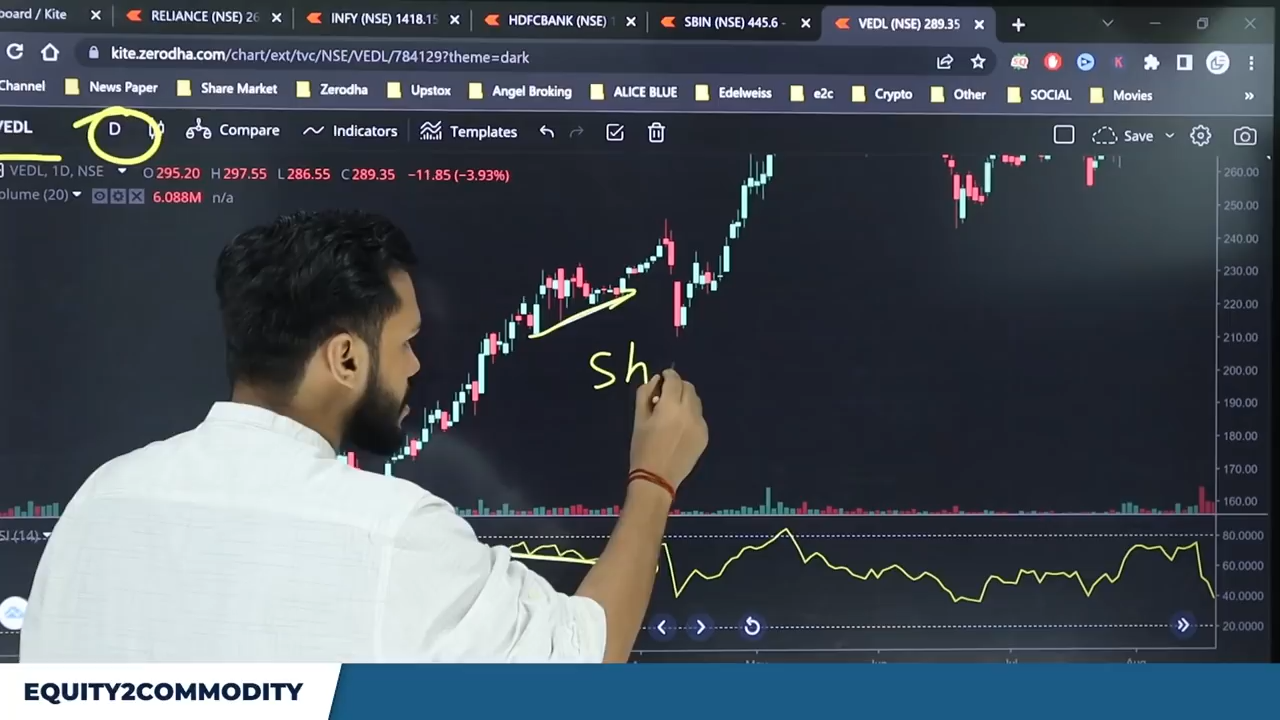 board / Kite
RELIANCE (NSE) 26
INFY (NSE) 1418.15
HDFCBANK (NSE) 1
SBIN (NSE) 445.6 -
VEDL (NSE) 289.35
kite.zerodha.com/chart/ext/tvc/NSE/VEDL/784129?theme=dark
Channel
News Paper
Share Market
Zerodha
Upstox
Angel Broking
ALICE BLUE
Edelweiss
e2c
Crypto
Other
SOCIAL
Movies
VEDL
D
Compare
Indicators
Templates
Save
VEDL, 1D, NSE
O 295.20 H 297.55 L 286.55 C 289.35 −11.85 (−3.93%)
olume (20)
6.088M n/a
260.00
250.00
240.00
230.00
220.00
210.00
200.00
190.00
180.00
170.00
160.00
Sh
SI (14)
80.0000
60.0000
40.0000
20.0000
EQUITY2COMMODITY